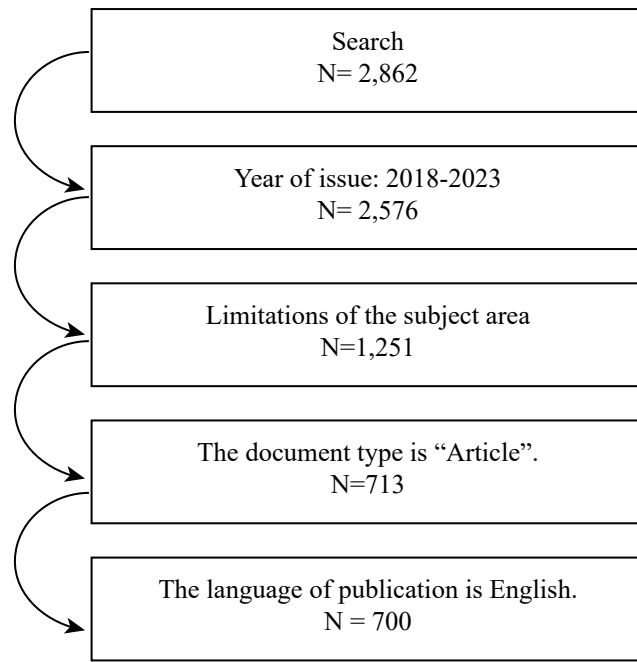 Search
N= 2,862
Year of issue: 2018-2023
N= 2,576
Limitations of the subject area
N=1,251
The document type is “Article”.
N=713
The language of publication is English.
N = 700